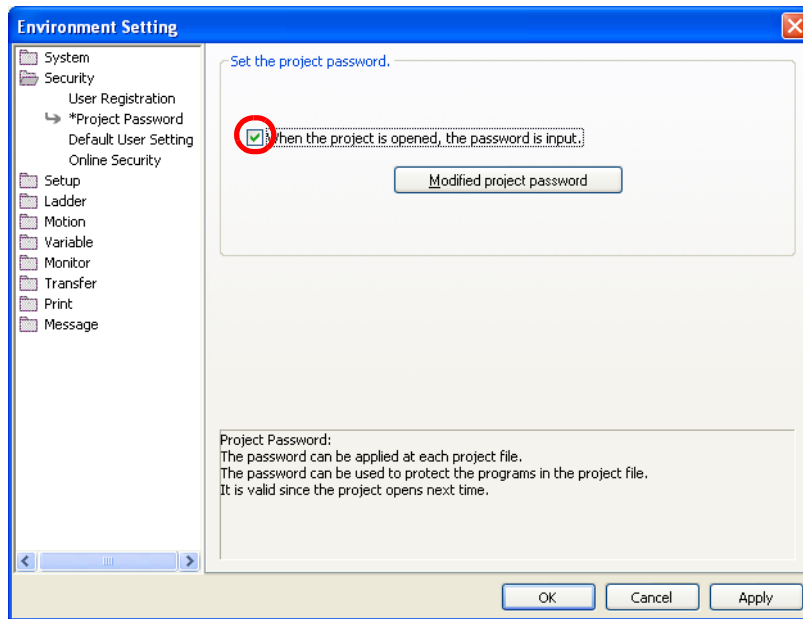 Environment Setting
System
Security
User Registration
*Project Password
Default User Setting
Online Security
Setup
Ladder
Motion
Variable
Monitor
Transfer
Print
Message
Set the project password.
When the project is opened, the password is input.
Modified project password
Project Password:
The password can be applied at each project file.
The password can be used to protect the programs in the project file.
It is valid since the project opens next time.
OK Cancel Apply